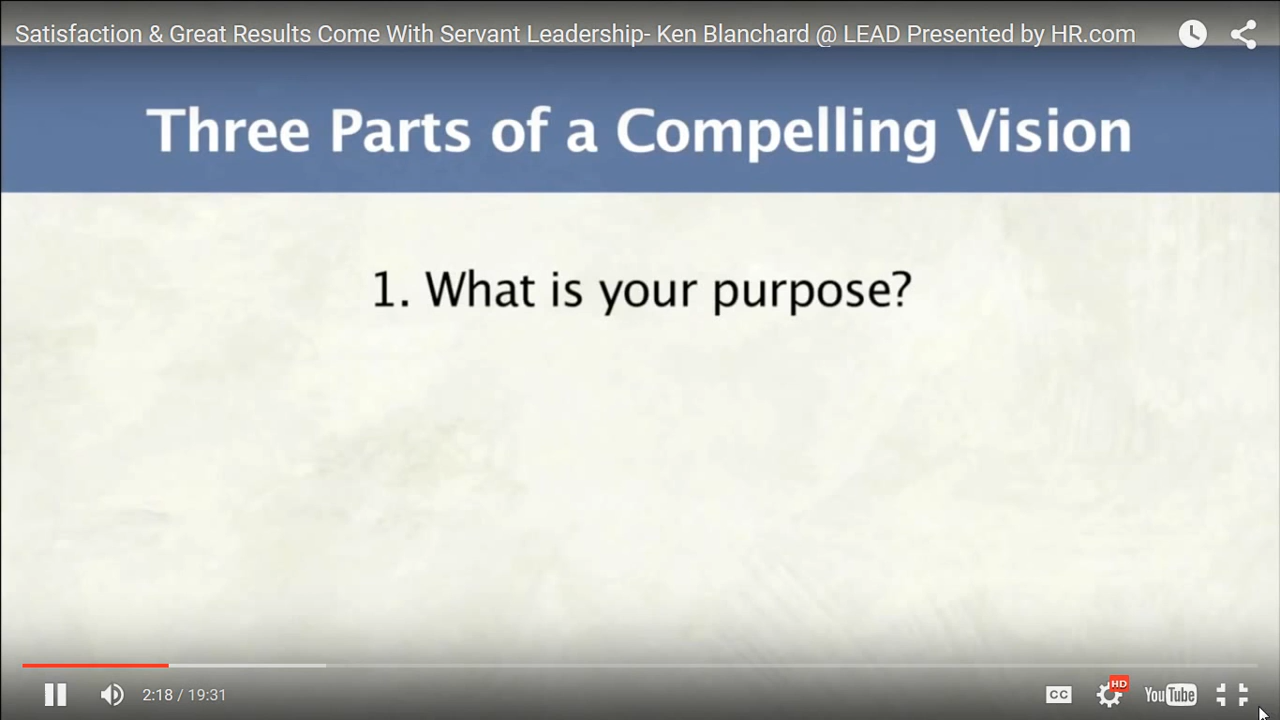 Satisfaction & Great Results Come With Servant Leadership- Ken Blanchard @ LEAD Presented by HR.com
Three Parts of a Compelling Vision
1. What is your purpose?
2:18 / 19:31
CC
HD
YouTube